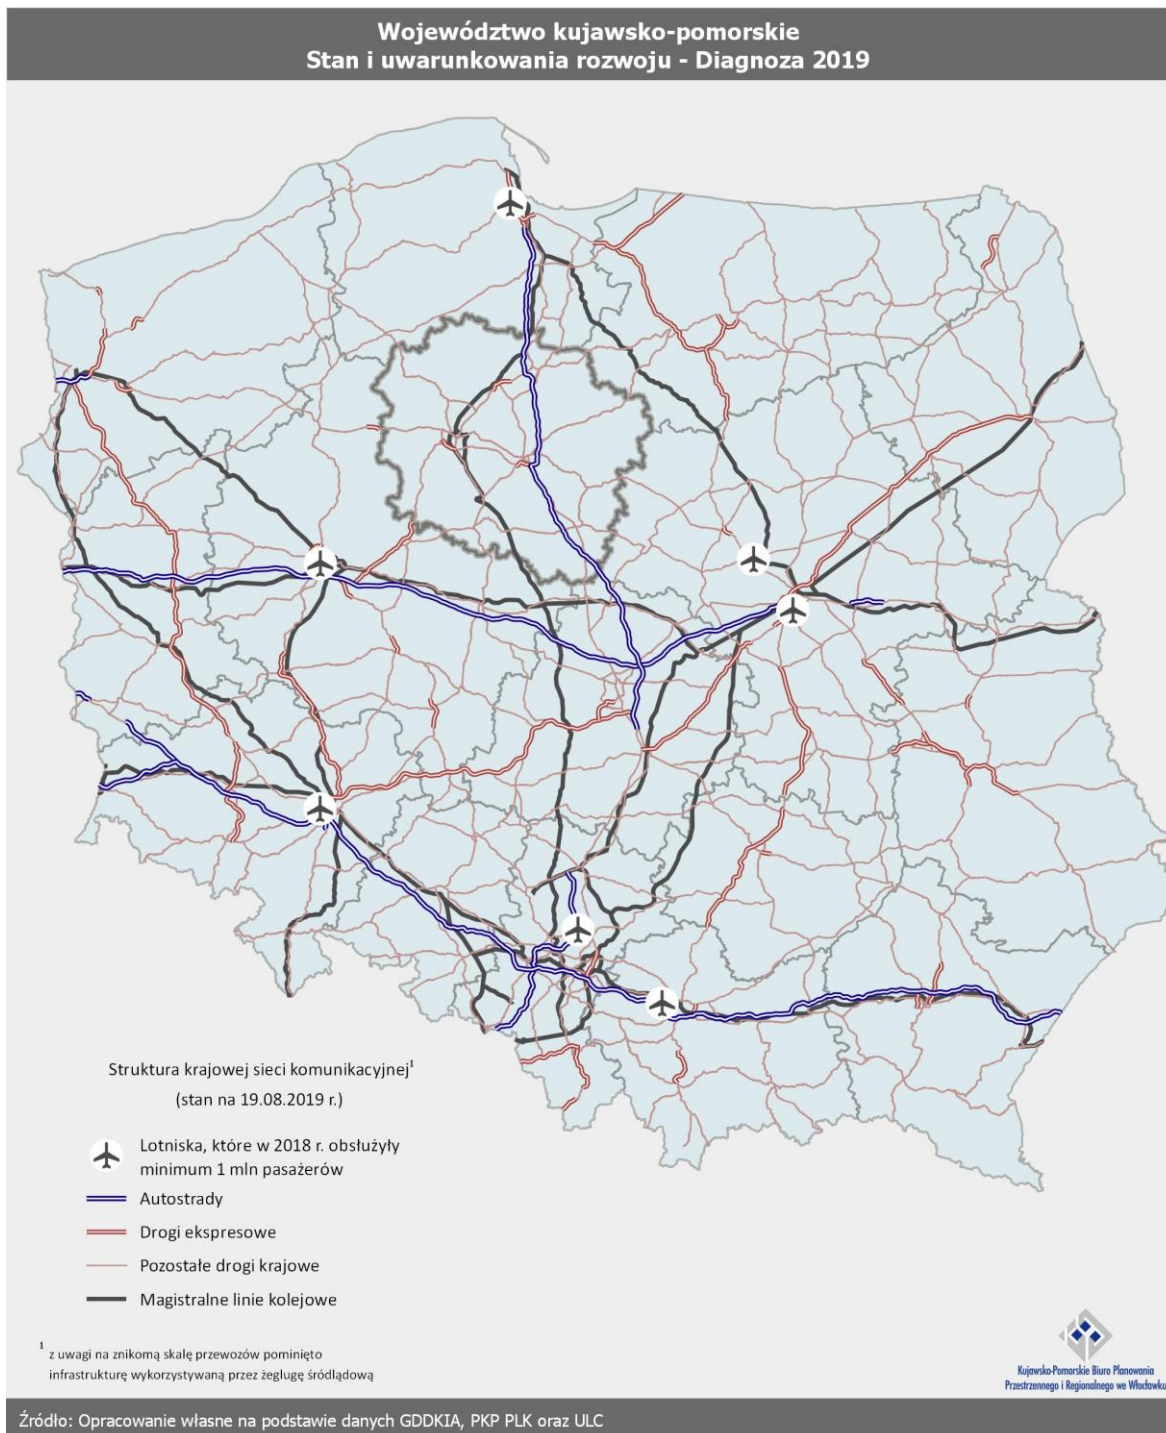 Województwo kujawsko-pomorskie
Stan i uwarunkowania rozwoju - Diagnoza 2019
Struktura krajowej sieci komunikacyjnej¹
(stan na 19.08.2019 r.)
Lotniska, które w 2018 r. obsłużyły
minimum 1 mln pasażerów
Autostrady
Drogi ekspresowe
Pozostałe drogi krajowe
Magistralne linie kolejowe
¹ z uwagi na znikomą skalę przewozów pominięto
infrastrukturę wykorzystywaną przez żeglugę śródlądową
Kujawsko-Pomorskie Biuro Planowania
Przestrzennego i Regionalnego we Włocławku
Źródło: Opracowanie własne na podstawie danych GDDKIA, PKP PLK oraz ULC